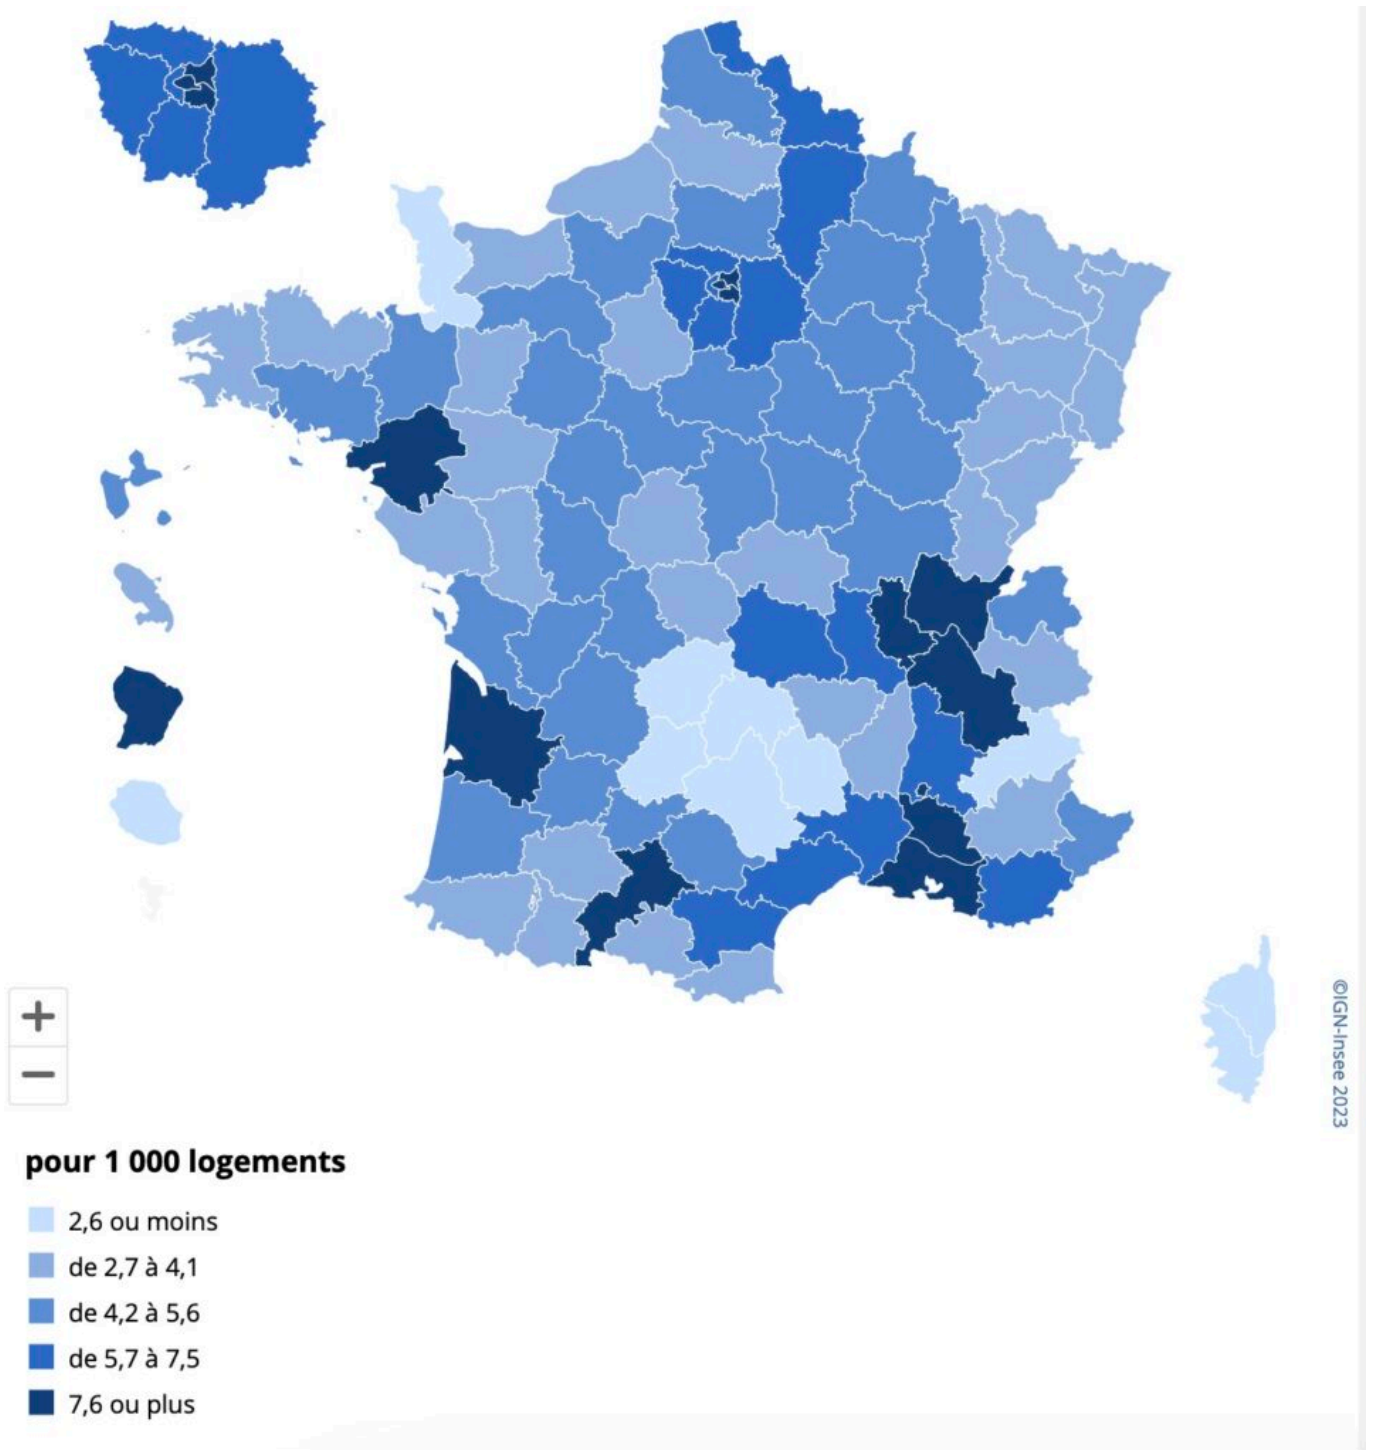 +
−
©IGN-Insee 2023
pour 1 000 logements
2,6 ou moins
de 2,7 à 4,1
de 4,2 à 5,6
de 5,7 à 7,5
7,6 ou plus